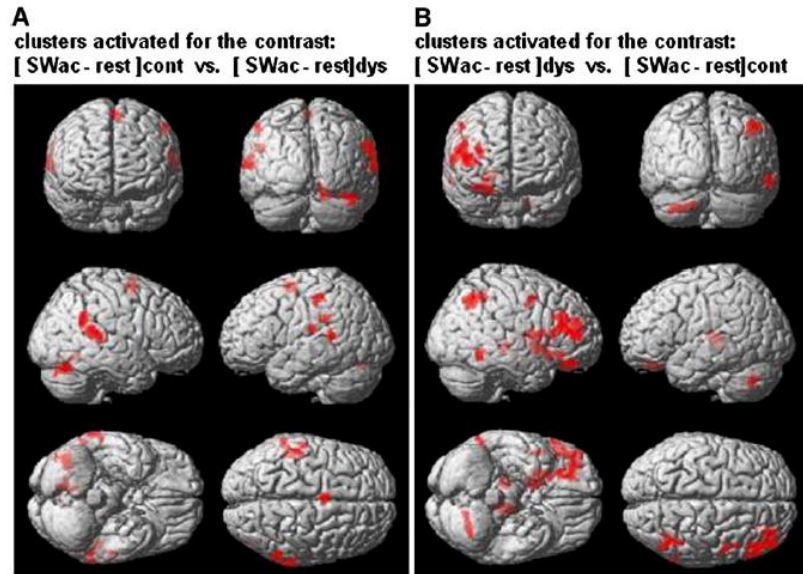 A
clusters activated for the contrast:
[ SWac - rest ]cont vs. [ SWac - rest]dys
B
clusters activated for the contrast:
[ SWac - rest ]dys vs. [ SWac - rest]cont